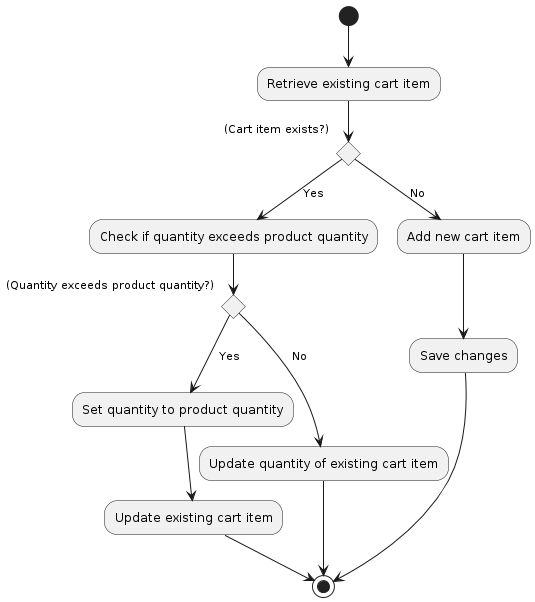 Retrieve existing cart item
(Cart item exists?)
Yes
No
Check if quantity exceeds product quantity
Add new cart item
(Quantity exceeds product quantity?)
Yes
No
Save changes
Set quantity to product quantity
Update quantity of existing cart item
Update existing cart item